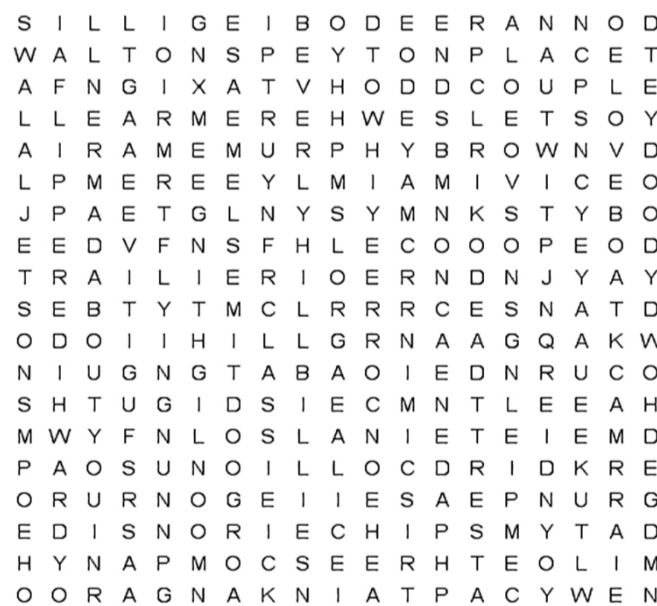 S I L L I G E I B O D E E R A N N O D
W A L T O N S P E Y T O N P L A C E T
A F N G I X A T V H O D D C O U P L E
L L E A R M E R E H W E S L E T S O Y
A I R A M E M U R P H Y B R O W N V D
L P M E R E E Y L M I A M I V I C E O
J P A E T G L N Y S Y M N K S T Y B O
E E D V F N S F H L E C O O O P E O D
T R A I L I E R I O E R N D N J Y A Y
S E B T Y T M C L R R R C E S N A T D
O D O I I H I L L G R N A A G Q A K W
N I U G N G T A B A O I E D N R U C O
S H T U G I D S I E C M N T L E E A H
M W Y F N L O S L A N I E T E I E M D
P A O S U N O I L L O C D R I D K R E
O R U R N O G E I I E S A E P N U R G
E D I S N O R I E C H I P S M Y T A D
H Y N A P M O C S E E R H T E O L I M
O O R A G N A K N I A T P A C Y W E N